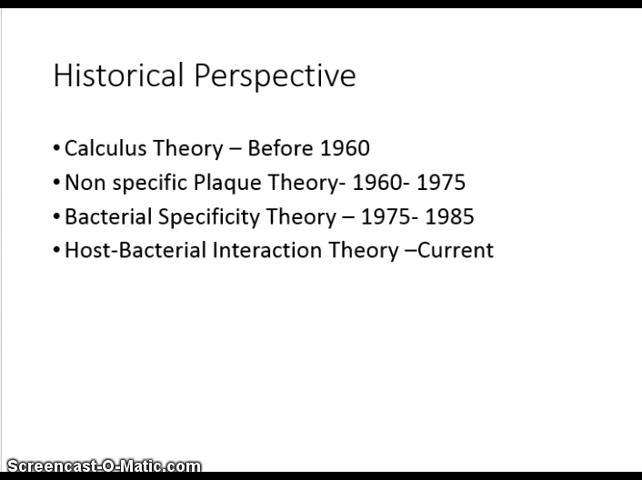 Historical Perspective
•Calculus Theory – Before 1960
•Non specific Plaque Theory- 1960- 1975
•Bacterial Specificity Theory – 1975- 1985
•Host-Bacterial Interaction Theory –Current
Screencast-O-Matic.com